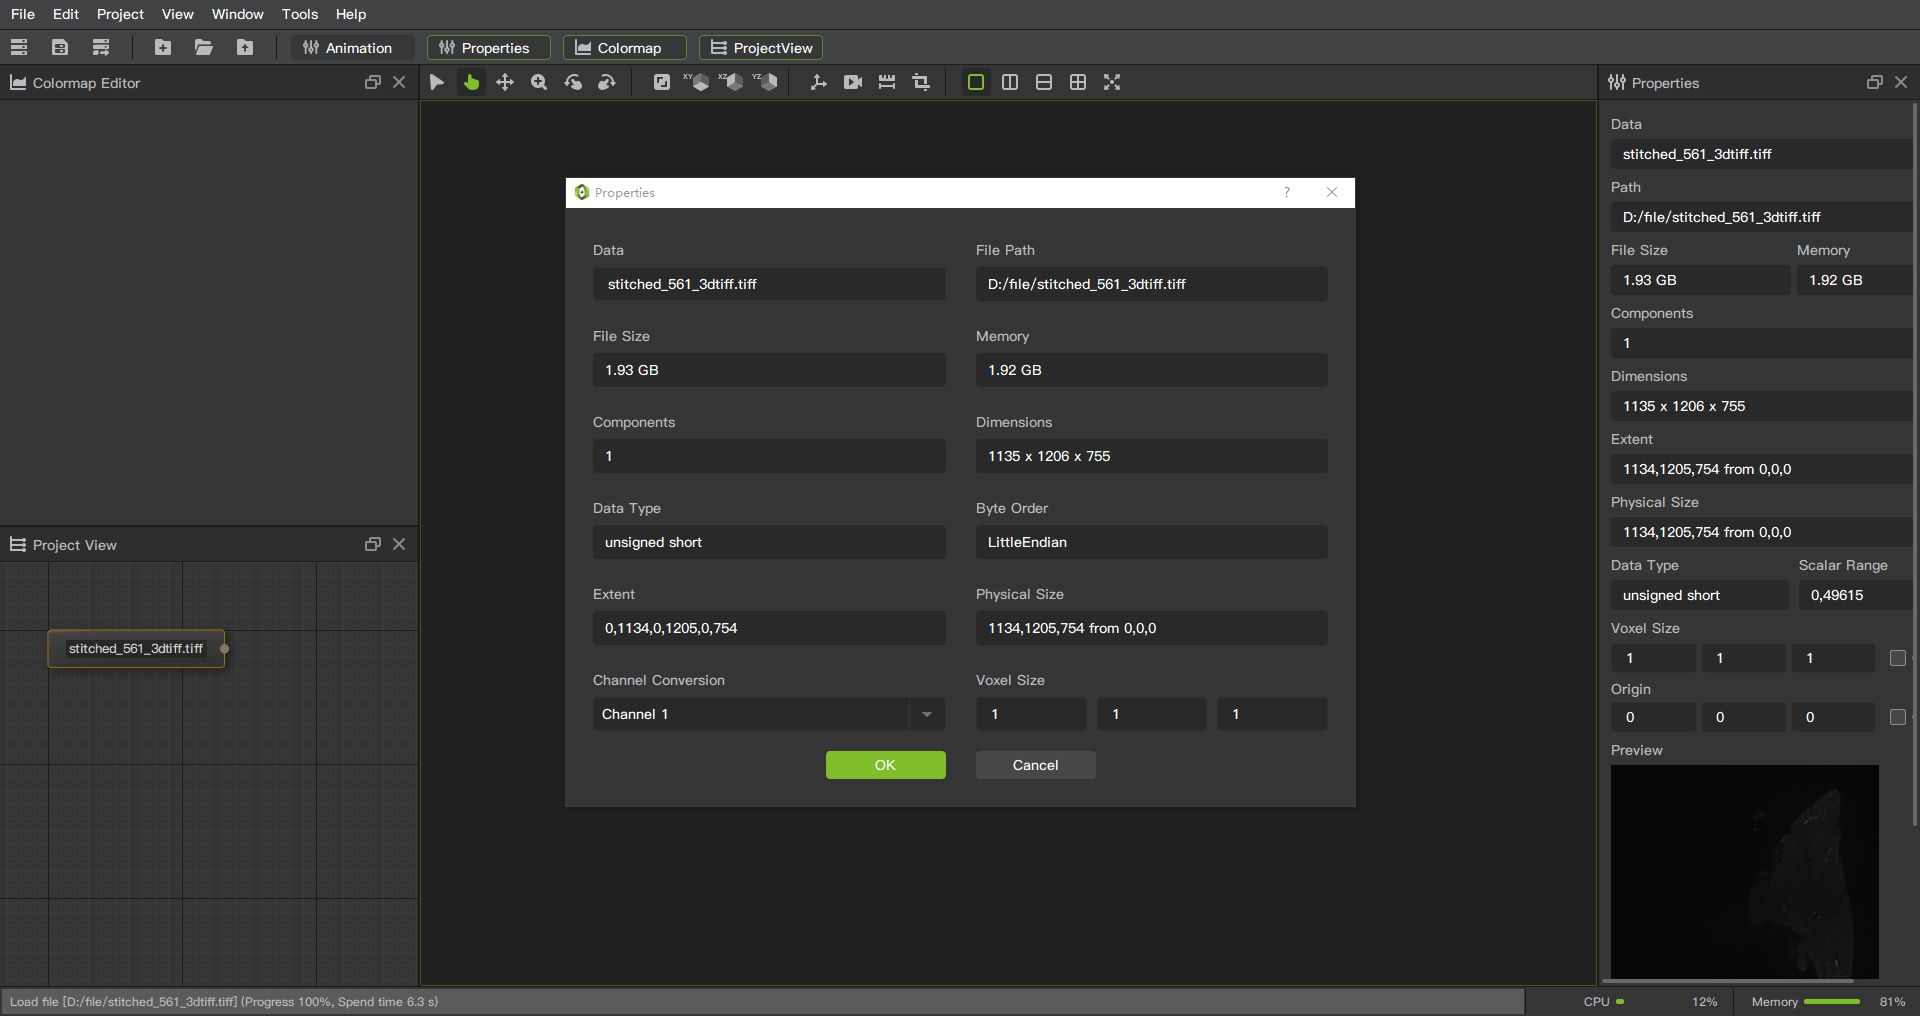 File Edit Project View Window Tools Help
Animation Properties Colormap ProjectView
Colormap Editor
XY XZ YZ
Properties
Data
stitched_561_3dtiff.tiff
Path
D:/file/stitched_561_3dtiff.tiff
File Size Memory
1.93 GB 1.92 GB
Components
1
Dimensions
1135 x 1206 x 755
Extent
1134,1205,754 from 0,0,0
Physical Size
1134,1205,754 from 0,0,0
Data Type Scalar Range
unsigned short 0,49615
Voxel Size
1 1 1
Origin
0 0 0
Preview
Properties ?
Data File Path
stitched_561_3dtiff.tiff D:/file/stitched_561_3dtiff.tiff
File Size Memory
1.93 GB 1.92 GB
Components Dimensions
1 1135 x 1206 x 755
Data Type Byte Order
unsigned short LittleEndian
Extent Physical Size
0,1134,0,1205,0,754 1134,1205,754 from 0,0,0
Channel Conversion Voxel Size
Channel 1 1 1 1
OK Cancel
Project View
stitched_561_3dtiff.tiff
Load file [D:/file/stitched_561_3dtiff.tiff] (Progress 100%, Spend time 6.3 s)
CPU 12% Memory 81%